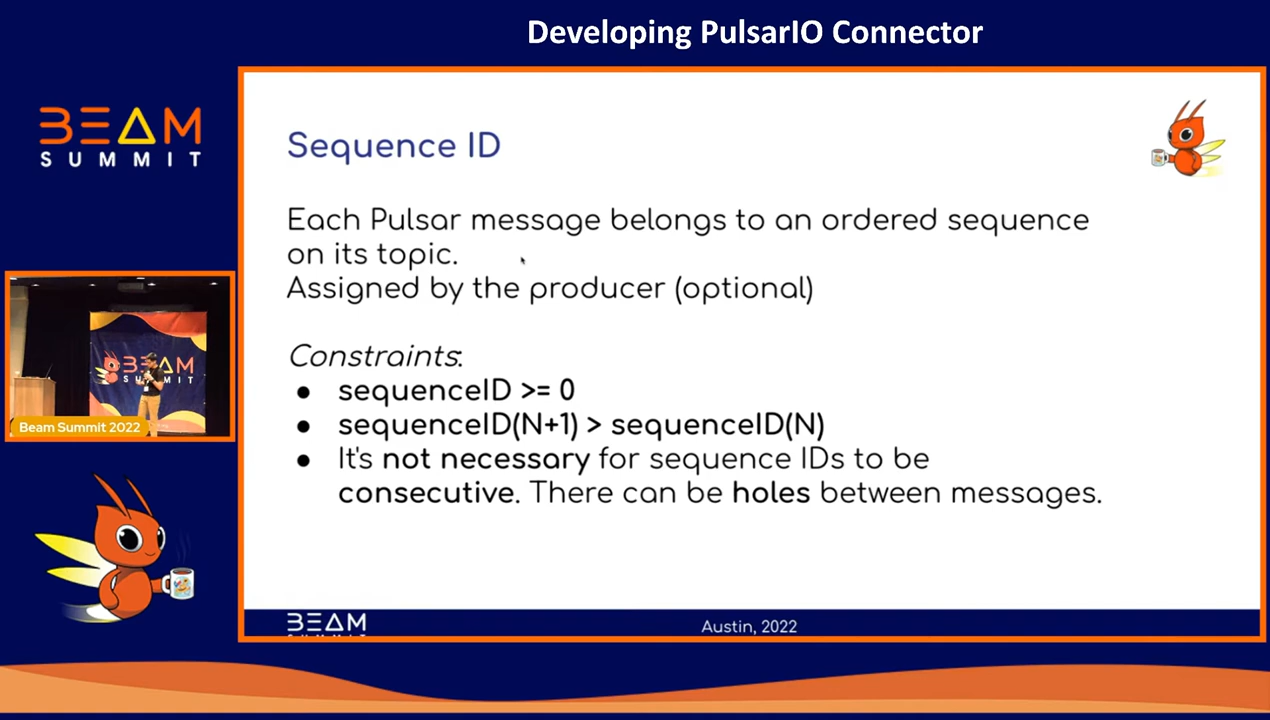 Developing PulsarIO Connector
BEAM
SUMMIT
Sequence ID
Each Pulsar message belongs to an ordered sequence
on its topic.
Assigned by the producer (optional)
Constraints:
● sequenceID >= 0
● sequenceID(N+1) > sequenceID(N)
● It's not necessary for sequence IDs to be
consecutive. There can be holes between messages.
BEAM
SUMMIT
Beam Summit 2022
BEAM
Austin, 2022